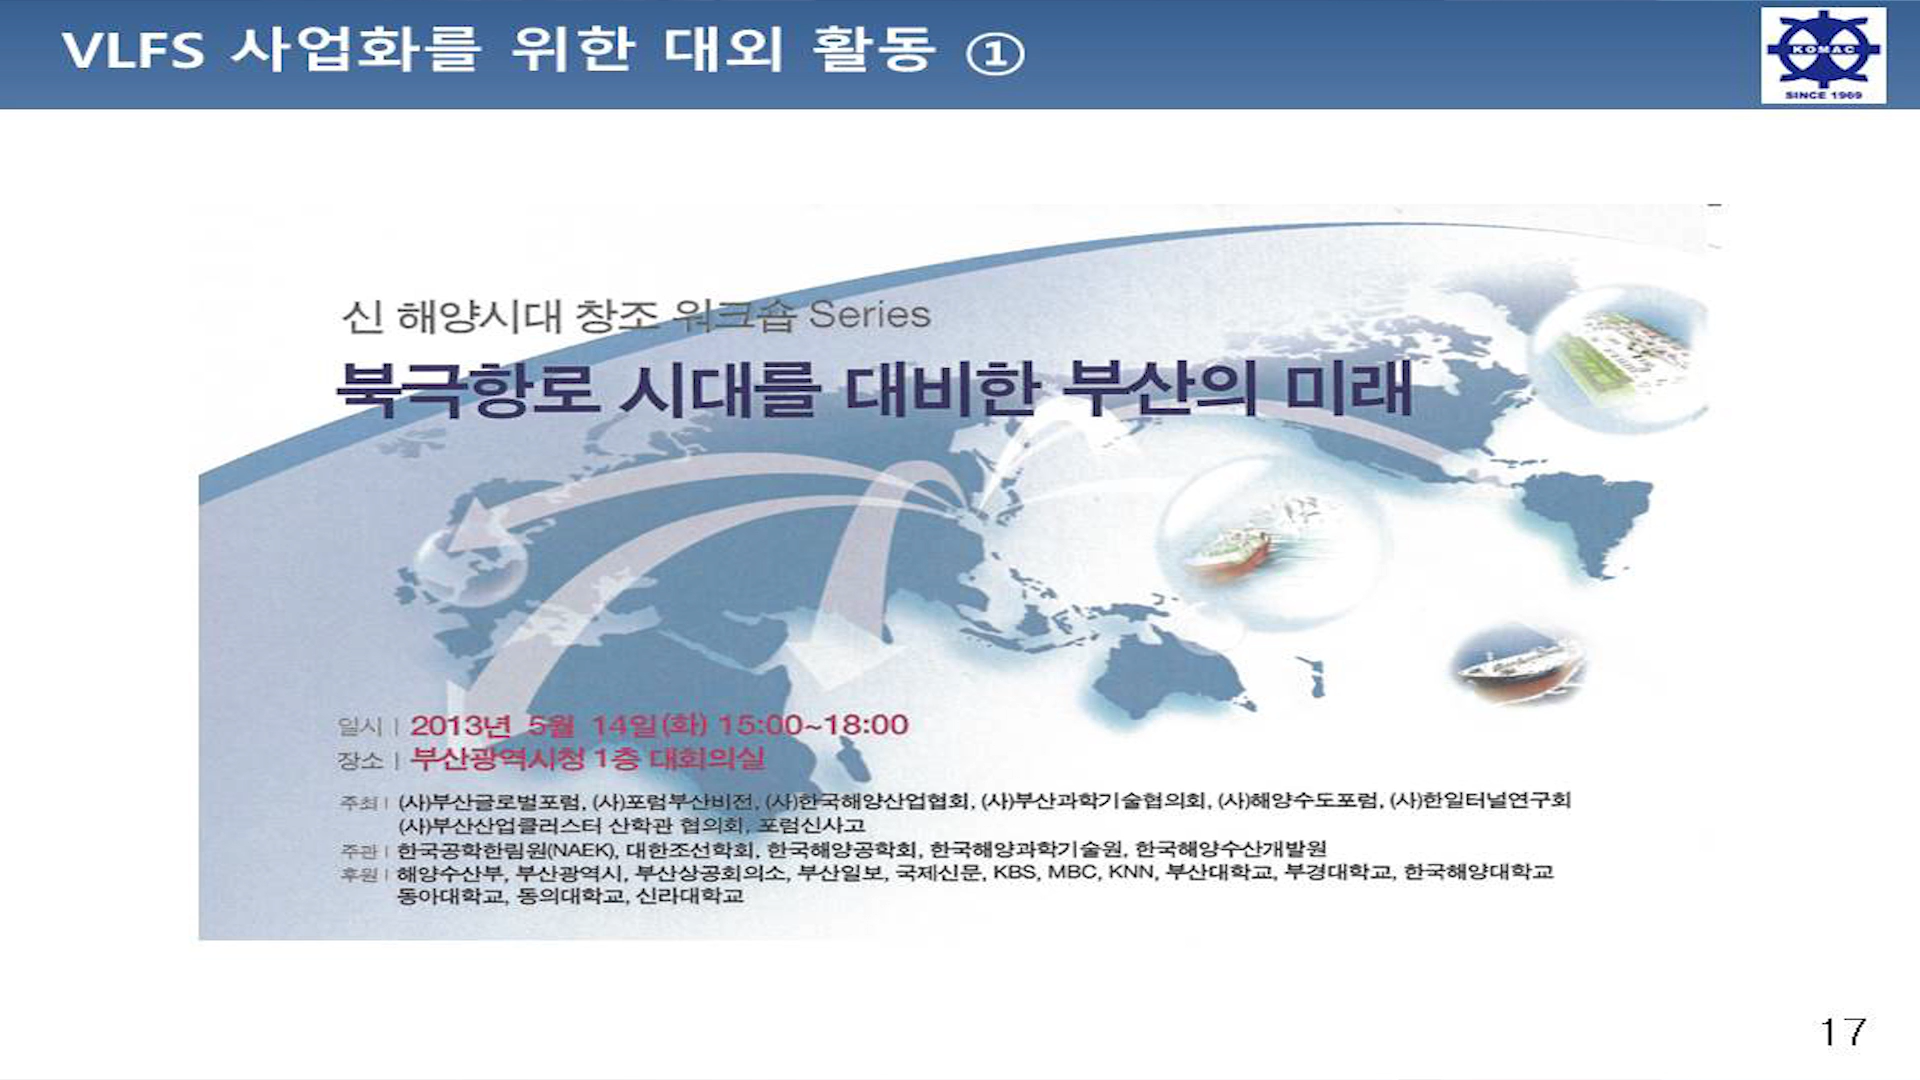 VLFS 사업화를 위한 대외 활동 ①
KOMAC
SINCE 1969
신 해양시대 창조 워크숍 Series
북극항로 시대를 대비한 부산의 미래
일시 | 2013년 5월 14일(화) 15:00~18:00
장소 | 부산광역시청 1층 대회의실
주최 | (사)부산글로벌포럼, (사)포럼부산비전, (사)한국해양산업협회, (사)부산과학기술협의회, (사)해양수도포럼, (사)한일터널연구회
(사)부산산업클러스터 산학관 협의회, 포럼신사고
주관 | 한국공학한림원(NAEK), 대한조선학회, 한국해양공학회, 한국해양과학기술원, 한국해양수산개발원
후원 | 해양수산부, 부산광역시, 부산상공회의소, 부산일보, 국제신문, KBS, MBC, KNN, 부산대학교, 부경대학교, 한국해양대학교
동아대학교, 동의대학교, 신라대학교
17